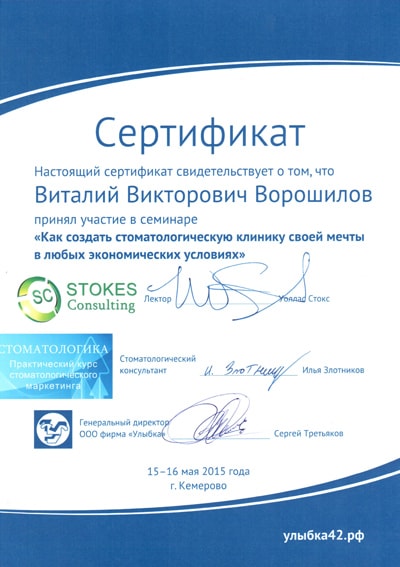 Сертификат
Настоящий сертификат свидетельствует о том, что
Виталий Викторович Ворошилов
принял участие в семинаре
«Как создать стоматологическую клинику своей мечты
в любых экономических условиях»
SC
STOKES
Consulting
Лектор
Уоллас Стокс
СТОМАТОЛОГИКА
Практический курс
стоматологического
маркетинга
Стоматологический
консультант
И. Злотник
Илья Злотников
Генеральный директор
ООО фирма «Улыбка»
Сергей Третьяков
15–16 мая 2015 года
г. Кемерово
улыбка42.рф